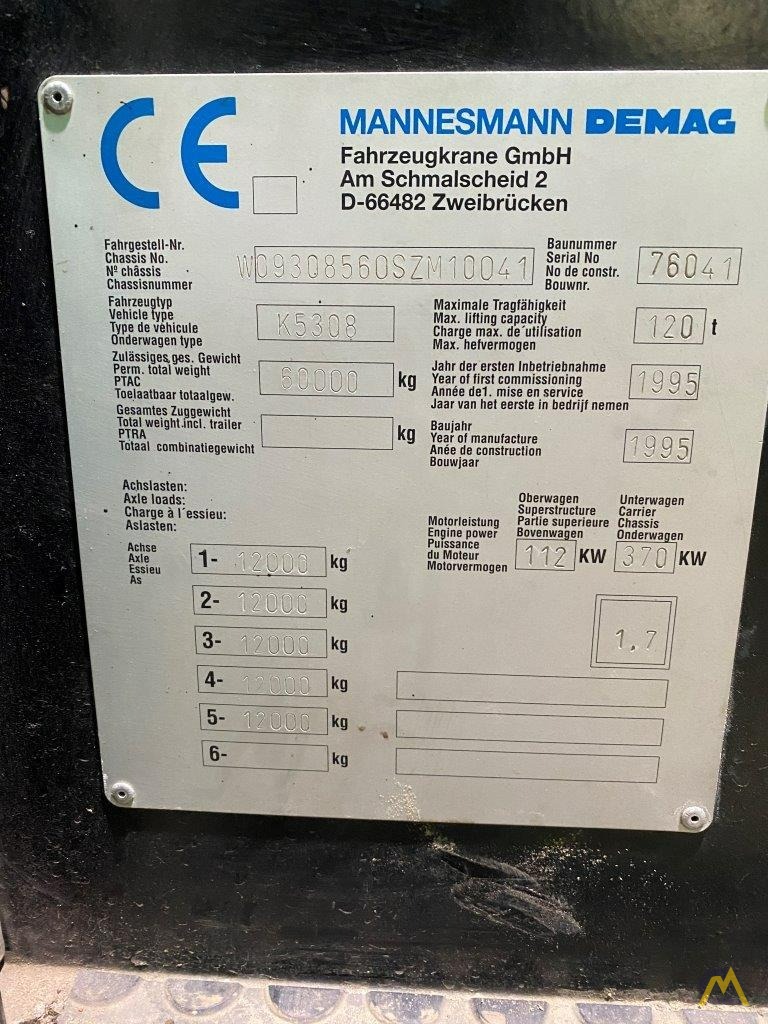 CE
MANNESMANN DEMAG
Fahrzeugkrane GmbH
Am Schmalscheid 2
D-66482 Zweibrücken
Fahrgestell-Nr.
Chassis No.
Nº châssis
Chassisnummer
W09308560SZM10041
Baunummer
Serial No
No de constr.
Bouwnr.
76041
Fahrzeugtyp
Vehicle type
Type de vehicule
Onderwagen type
K5308
Maximale Tragfähigkeit
Max. lifting capacity
Charge max. de utilisation
Max. hefvermogen
120 t
Zulässiges ges. Gewicht
Perm. total weight
PTAC
Toelaatbaar totaalgew.
60000 kg
Jahr der ersten Inbetriebnahme
Year of first commissioning
Année de1. mise en service
Jaar van het eerste in bedrijf nemen
1995
Gesamtes Zuggewicht
Total weight incl. trailer
PTRA
Totaal combinatiegewicht
kg
Baujahr
Year of manufacture
Anée de construction
Bouwjaar
1995
Achslasten:
Axle loads:
Charge à l'essieu:
Aslasten:
Motorleistung
Engine power
Puissance
du Moteur
Motorvermogen
Oberwagen
Superstructure
Partie superieure
Bovenwagen
112 KW
Unterwagen
Carrier
Chassis
Onderwagen
370 KW
Achse
Axle
Essieu
As
1- 12000 kg
2- 12000 kg
3- 12000 kg
4- 12000 kg
5- 12000 kg
6- kg
1,7